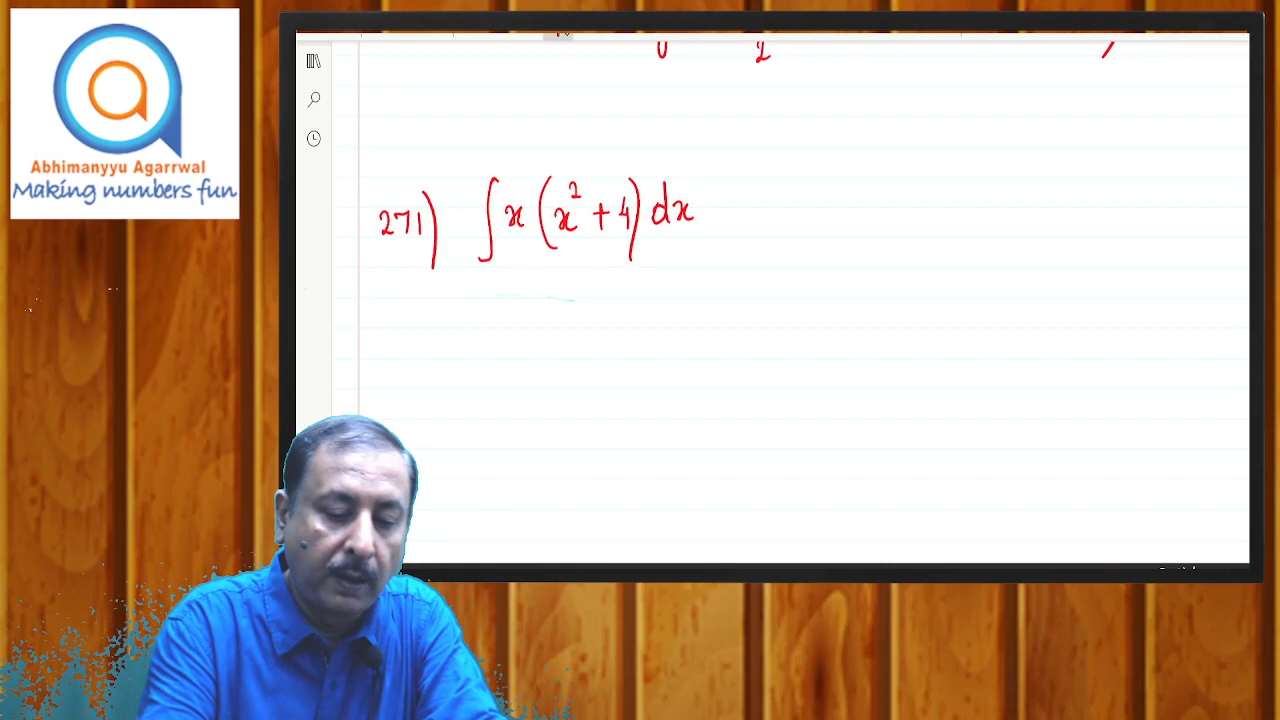 Abhimanyyu Agarrwal
Making numbers fun
271) ∫x(x²+4)dx